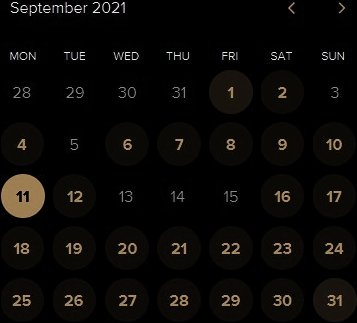 September 2021
MON TUE WED THU FRI SAT SUN
28 29 30 31 1 2 3
4 5 6 7 8 9 10
11 12 13 14 15 16 17
18 19 20 21 22 23 24
25 26 27 28 29 30 31